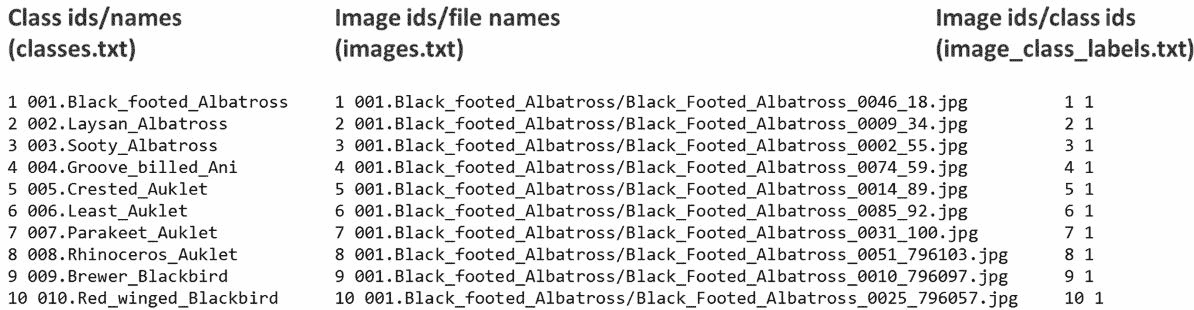 Class ids/names
(classes.txt)
1 001.Black_footed_Albatross
2 002.Laysan_Albatross
3 003.Sooty_Albatross
4 004.Groove_billed_Ani
5 005.Crested_Auklet
6 006.Least_Auklet
7 007.Parakeet_Auklet
8 008.Rhinoceros_Auklet
9 009.Brewer_Blackbird
10 010.Red_winged_Blackbird
Image ids/file names
(images.txt)
1 001.Black_footed_Albatross/Black_Footed_Albatross_0046_18.jpg
2 001.Black_footed_Albatross/Black_Footed_Albatross_0009_34.jpg
3 001.Black_footed_Albatross/Black_Footed_Albatross_0002_55.jpg
4 001.Black_footed_Albatross/Black_Footed_Albatross_0074_59.jpg
5 001.Black_footed_Albatross/Black_Footed_Albatross_0014_89.jpg
6 001.Black_footed_Albatross/Black_Footed_Albatross_0085_92.jpg
7 001.Black_footed_Albatross/Black_Footed_Albatross_0031_100.jpg
8 001.Black_footed_Albatross/Black_Footed_Albatross_0051_796103.jpg
9 001.Black_footed_Albatross/Black_Footed_Albatross_0010_796097.jpg
10 001.Black_footed_Albatross/Black_Footed_Albatross_0025_796057.jpg
Image ids/class ids
(image_class_labels.txt)
1 1
2 1
3 1
4 1
5 1
6 1
7 1
8 1
9 1
10 1